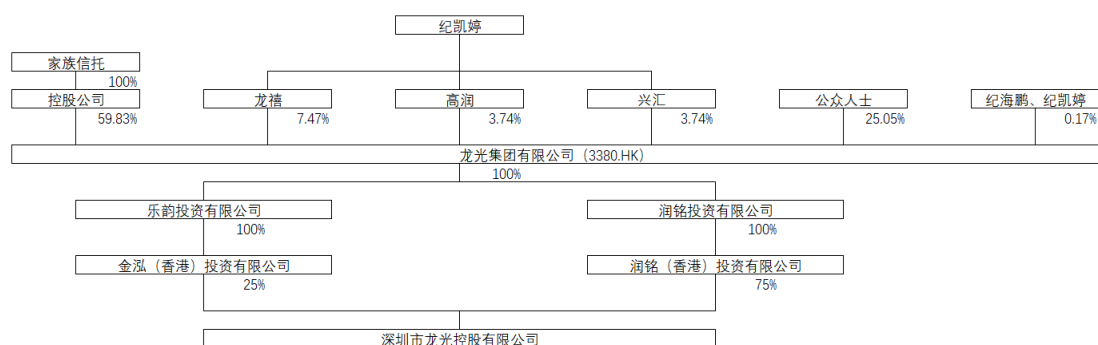 纪凯婷
家族信托
100%
控股公司
龙禧
高润
兴汇
公众人士
纪海鹏、纪凯婷
59.83%
7.47%
3.74%
3.74%
25.05%
0.17%
龙光集团有限公司（3380.HK）
100%
乐韵投资有限公司
润铭投资有限公司
100%
100%
金泓（香港）投资有限公司
润铭（香港）投资有限公司
25%
75%
深圳市龙光控股有限公司